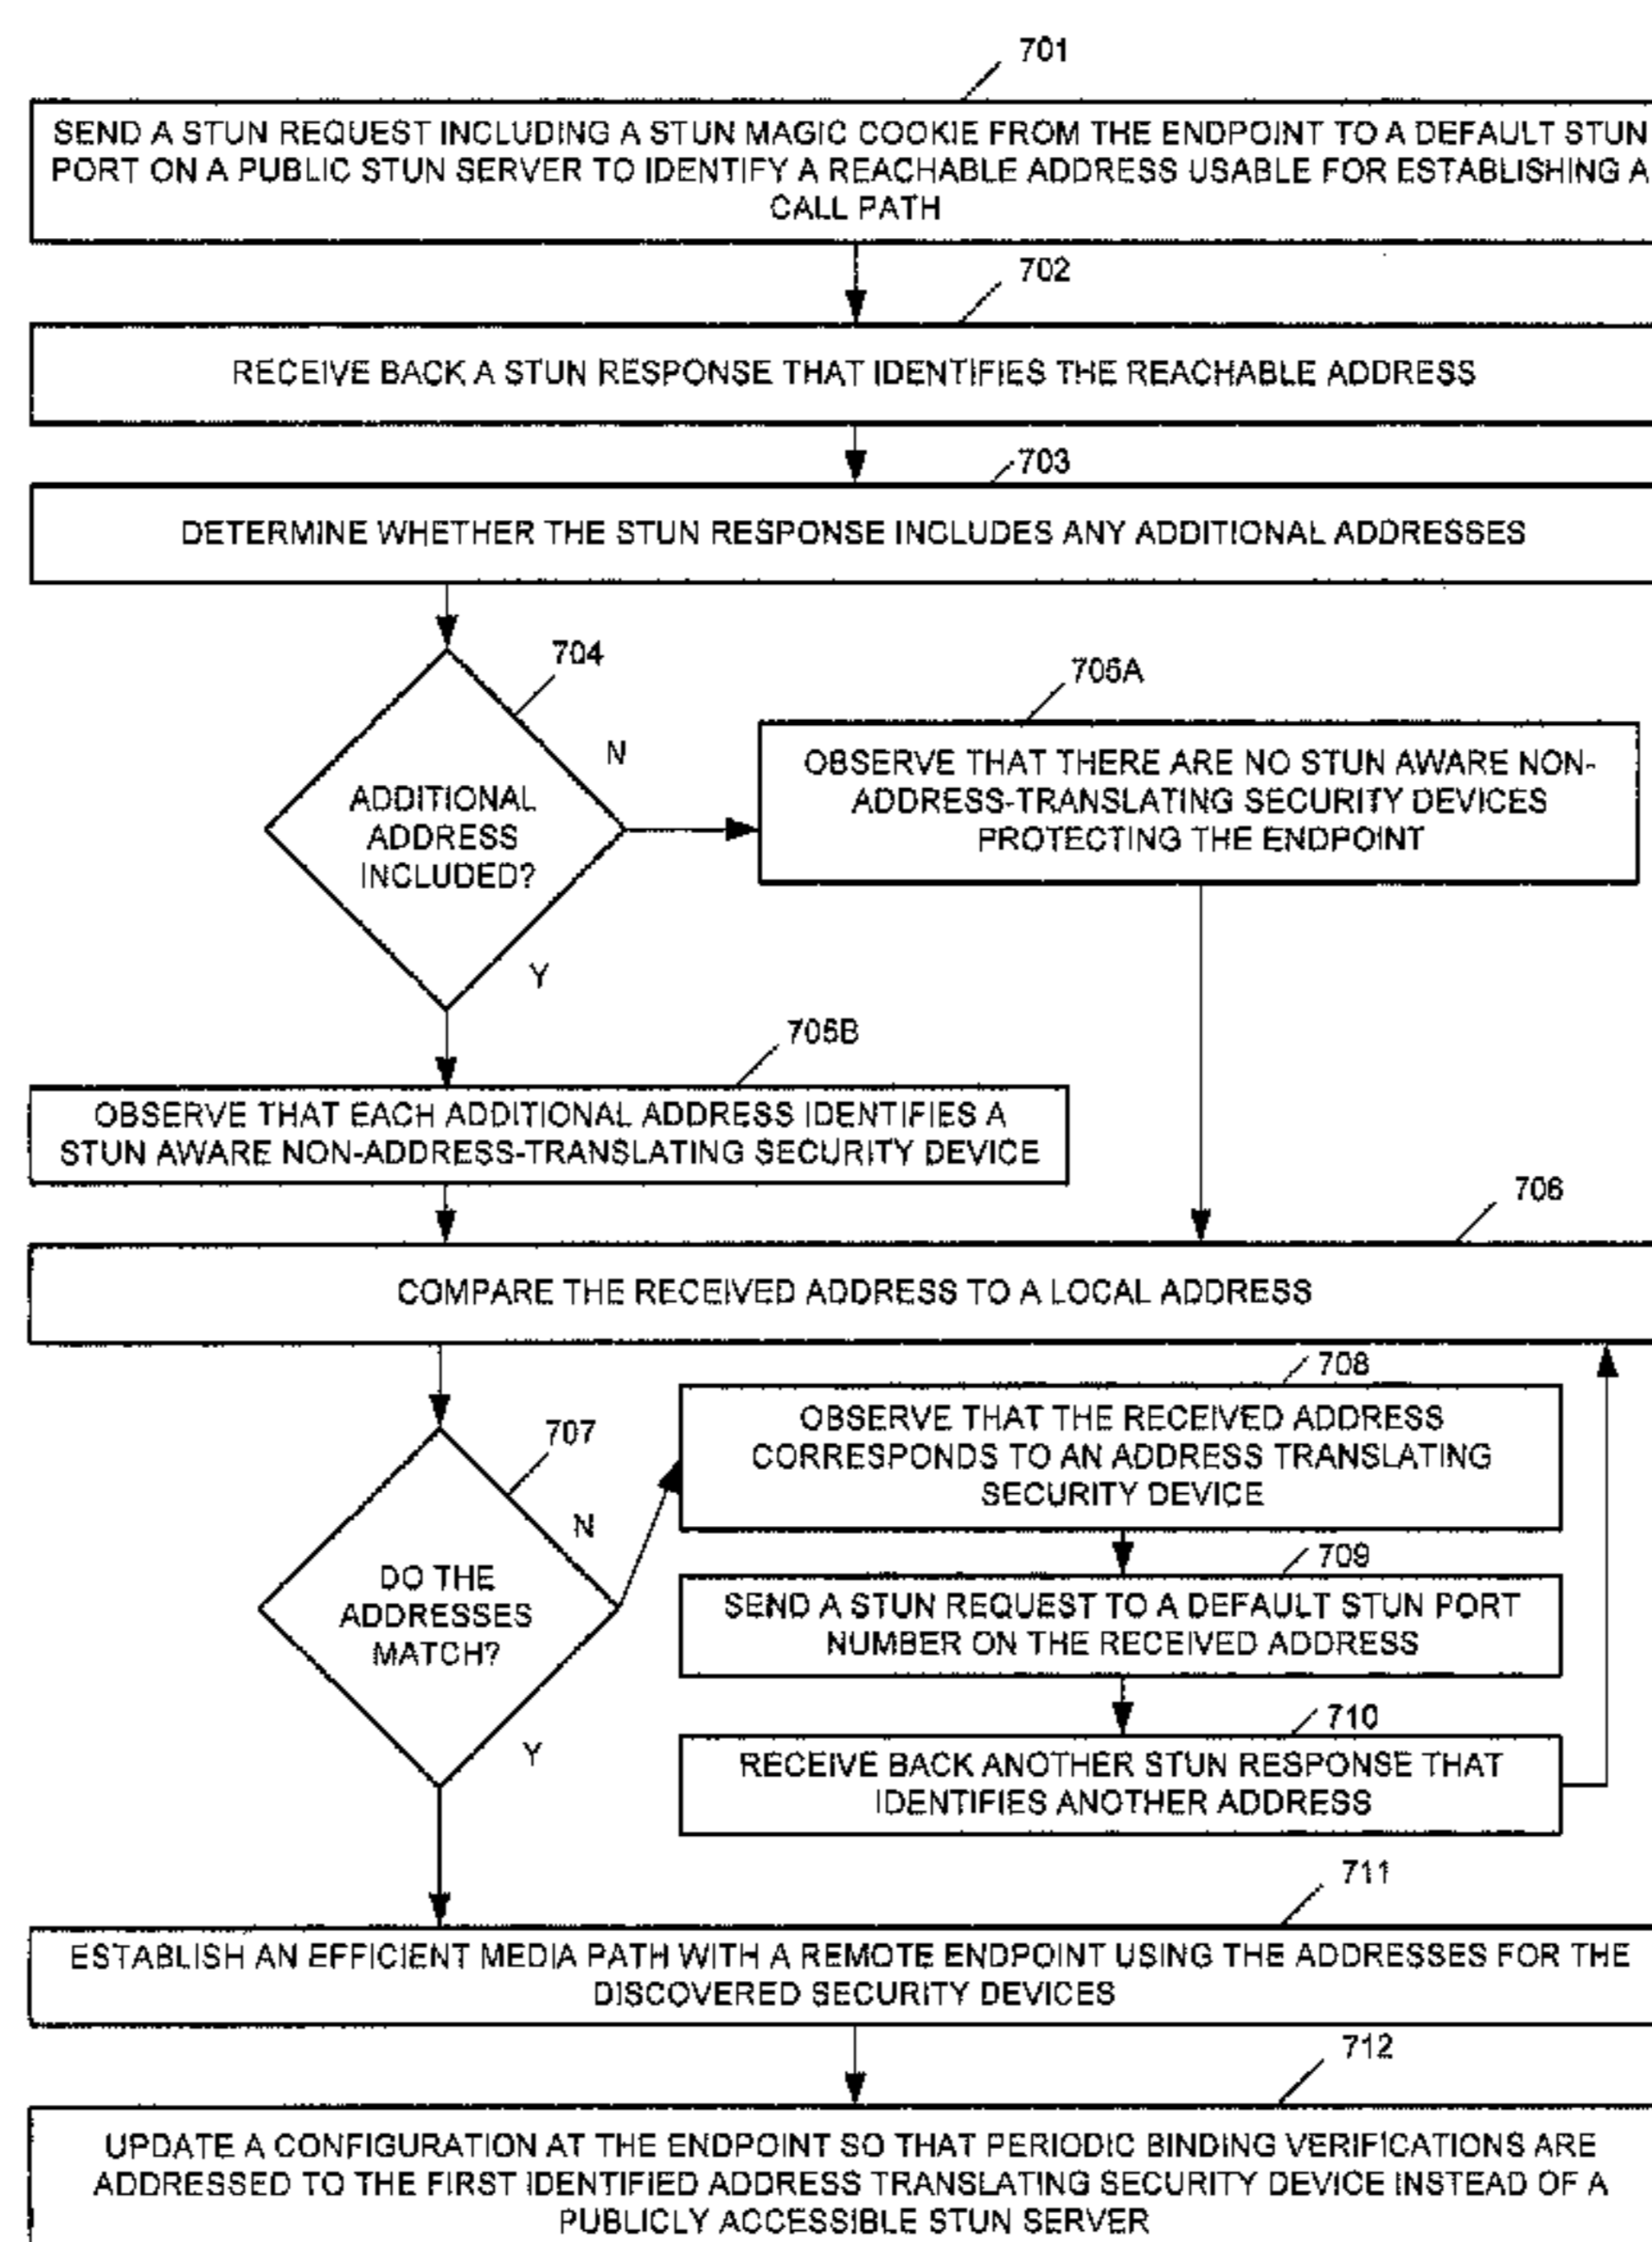 701
SEND A STUN REQUEST INCLUDING A STUN MAGIC COOKIE FROM THE ENDPOINT TO A DEFAULT STUN
PORT ON A PUBLIC STUN SERVER TO IDENTIFY A REACHABLE ADDRESS USABLE FOR ESTABLISHING A
CALL PATH
702
RECEIVE BACK A STUN RESPONSE THAT IDENTIFIES THE REACHABLE ADDRESS
703
DETERMINE WHETHER THE STUN RESPONSE INCLUDES ANY ADDITIONAL ADDRESSES
704
ADDITIONAL
ADDRESS
INCLUDED?
N
Y
705A
OBSERVE THAT THERE ARE NO STUN AWARE NON-
ADDRESS-TRANSLATING SECURITY DEVICES
PROTECTING THE ENDPOINT
705B
OBSERVE THAT EACH ADDITIONAL ADDRESS IDENTIFIES A
STUN AWARE NON-ADDRESS-TRANSLATING SECURITY DEVICE
706
COMPARE THE RECEIVED ADDRESS TO A LOCAL ADDRESS
707
DO THE
ADDRESSES
MATCH?
N
Y
708
OBSERVE THAT THE RECEIVED ADDRESS
CORRESPONDS TO AN ADDRESS TRANSLATING
SECURITY DEVICE
709
SEND A STUN REQUEST TO A DEFAULT STUN PORT
NUMBER ON THE RECEIVED ADDRESS
710
RECEIVE BACK ANOTHER STUN RESPONSE THAT
IDENTIFIES ANOTHER ADDRESS
711
ESTABLISH AN EFFICIENT MEDIA PATH WITH A REMOTE ENDPOINT USING THE ADDRESSES FOR THE
DISCOVERED SECURITY DEVICES
712
UPDATE A CONFIGURATION AT THE ENDPOINT SO THAT PERIODIC BINDING VERIFICATIONS ARE
ADDRESSED TO THE FIRST IDENTIFIED ADDRESS TRANSLATING SECURITY DEVICE INSTEAD OF A
PUBLICLY ACCESSIBLE STUN SERVER